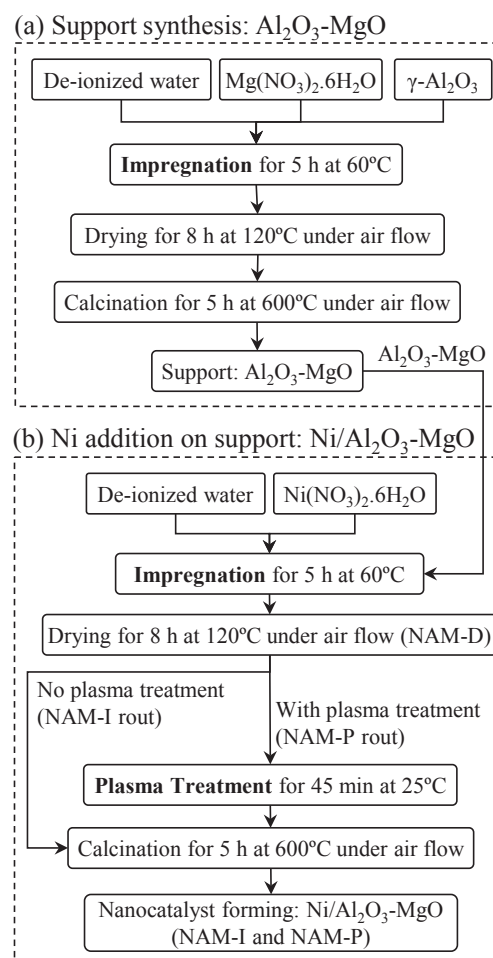 (a) Support synthesis: Al₂O₃-MgO
De-ionized water
Mg(NO₃)₂.6H₂O
γ-Al₂O₃
Impregnation for 5 h at 60ºC
Drying for 8 h at 120ºC under air flow
Calcination for 5 h at 600ºC under air flow
Support: Al₂O₃-MgO
Al₂O₃-MgO
(b) Ni addition on support: Ni/Al₂O₃-MgO
De-ionized water
Ni(NO₃)₂.6H₂O
Impregnation for 5 h at 60ºC
Drying for 8 h at 120ºC under air flow (NAM-D)
No plasma treatment
(NAM-I rout)
With plasma treatment
(NAM-P rout)
Plasma Treatment for 45 min at 25ºC
Calcination for 5 h at 600ºC under air flow
Nanocatalyst forming: Ni/Al₂O₃-MgO
(NAM-I and NAM-P)